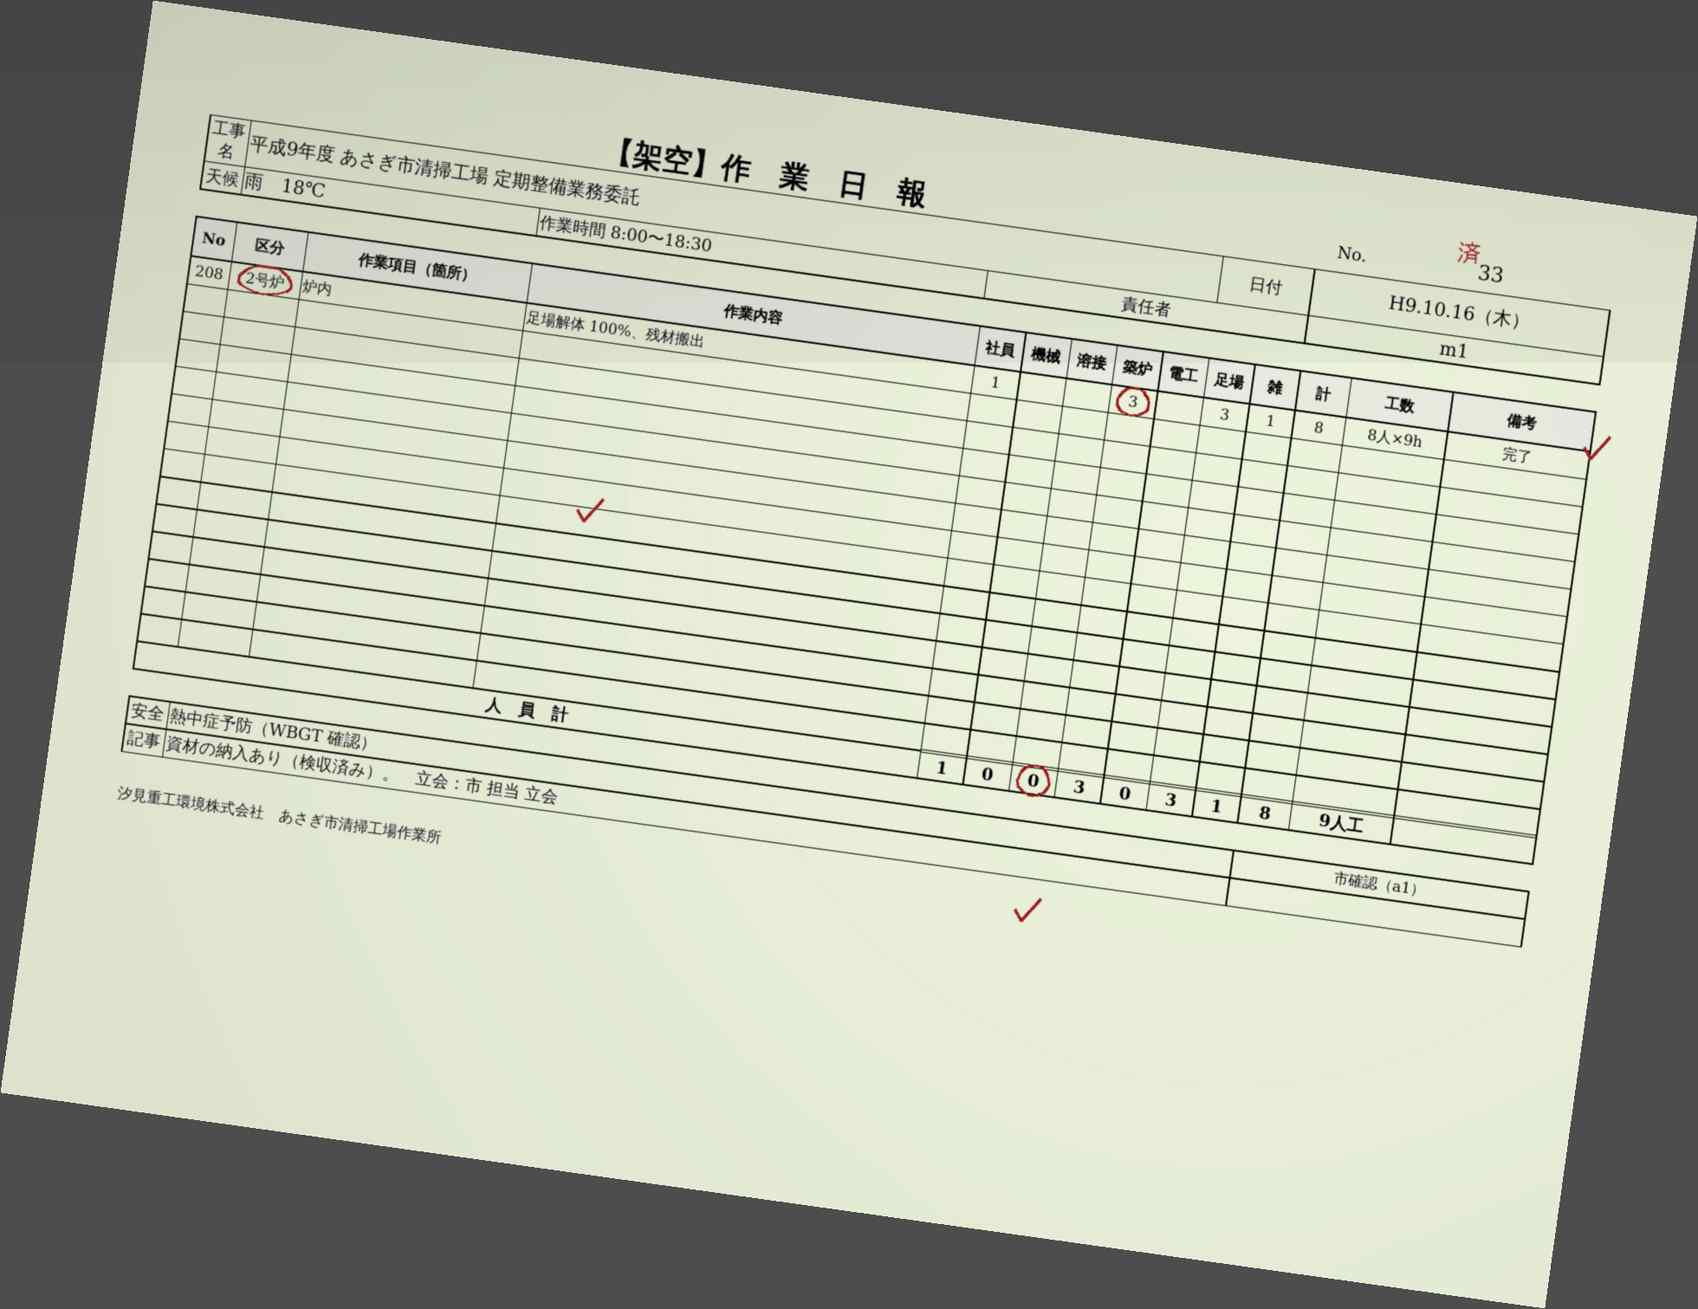 【架空】作 業 日 報
No. 33
済
工事名 平成9年度 あさぎ市清掃工場 定期整備業務委託 日付 H9.10.16（木）
天候 雨 18℃ 作業時間 8:00〜18:30 責任者 m1
No 区分 作業項目（箇所） 作業内容 社員 機械 溶接 築炉 電工 足場 雑 計 工数 備考
208 2号炉 炉内 足場解体 100%、残材搬出 1 3 3 1 8 8人×9h 完了
人 員 計 1 0 0 3 0 3 1 8 9人工
安全 熱中症予防（WBGT 確認） 市確認（a1）
記事 資材の納入あり（検収済み）。 立会：市 担当 立会
汐見重工環境株式会社 あさぎ市清掃工場作業所